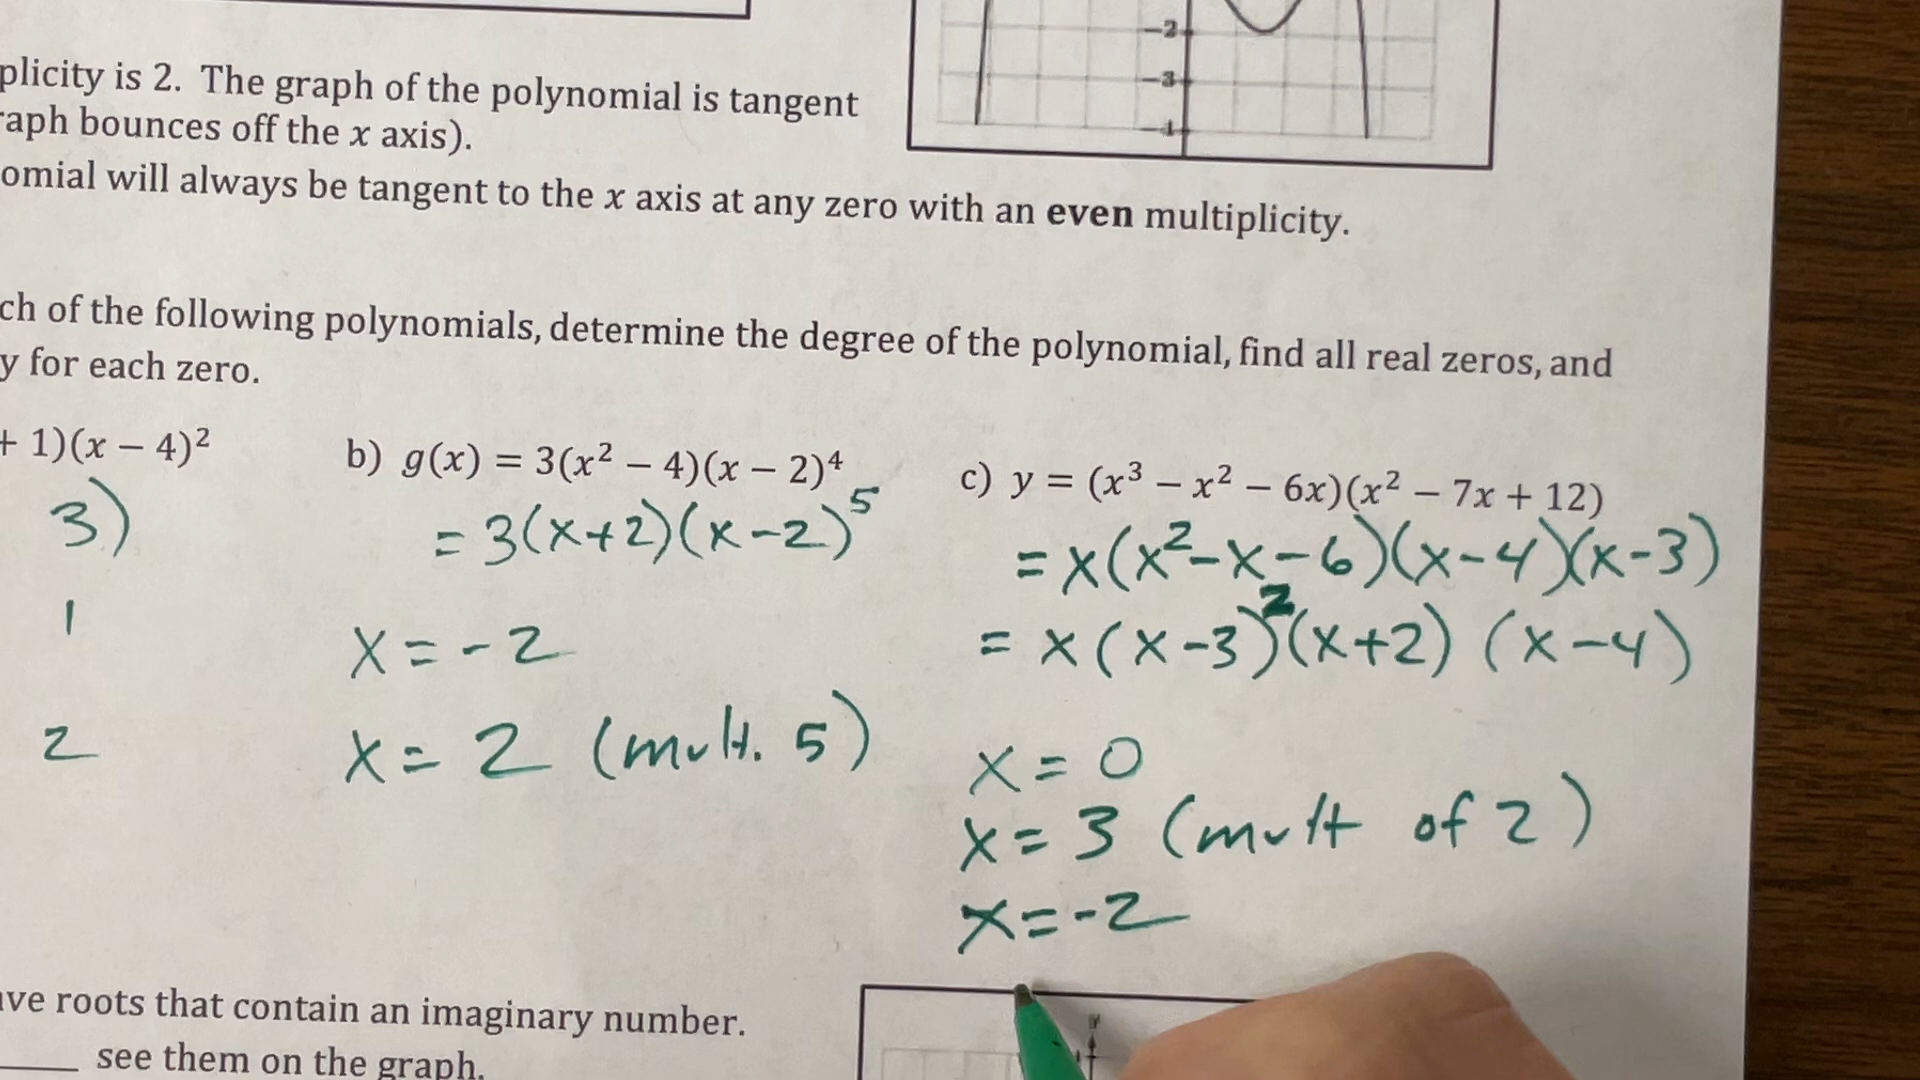 -2
-3
-4
plicity is 2. The graph of the polynomial is tangent
raph bounces off the x axis).
omial will always be tangent to the x axis at any zero with an even multiplicity.
ch of the following polynomials, determine the degree of the polynomial, find all real zeros, and
y for each zero.
+ 1)(x − 4)²
3)
1
2
b) g(x) = 3(x² − 4)(x − 2)⁴
= 3(x+2)(x-2)⁵
x = -2
x = 2 (mult. 5)
c) y = (x³ − x² − 6x)(x² − 7x + 12)
= x(x²-x-6)(x-4)(x-3)
= x(x-3)²(x+2)(x-4)
x = 0
x = 3 (mult of 2)
x = -2
ve roots that contain an imaginary number.
____ see them on the graph.
y